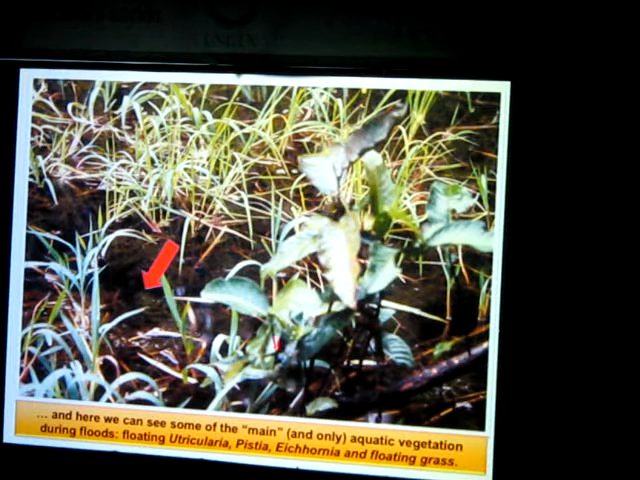 ... and here we can see some of the "main" (and only) aquatic vegetation
during floods: floating Utricularia, Pistia, Eichhornia and floating grass.